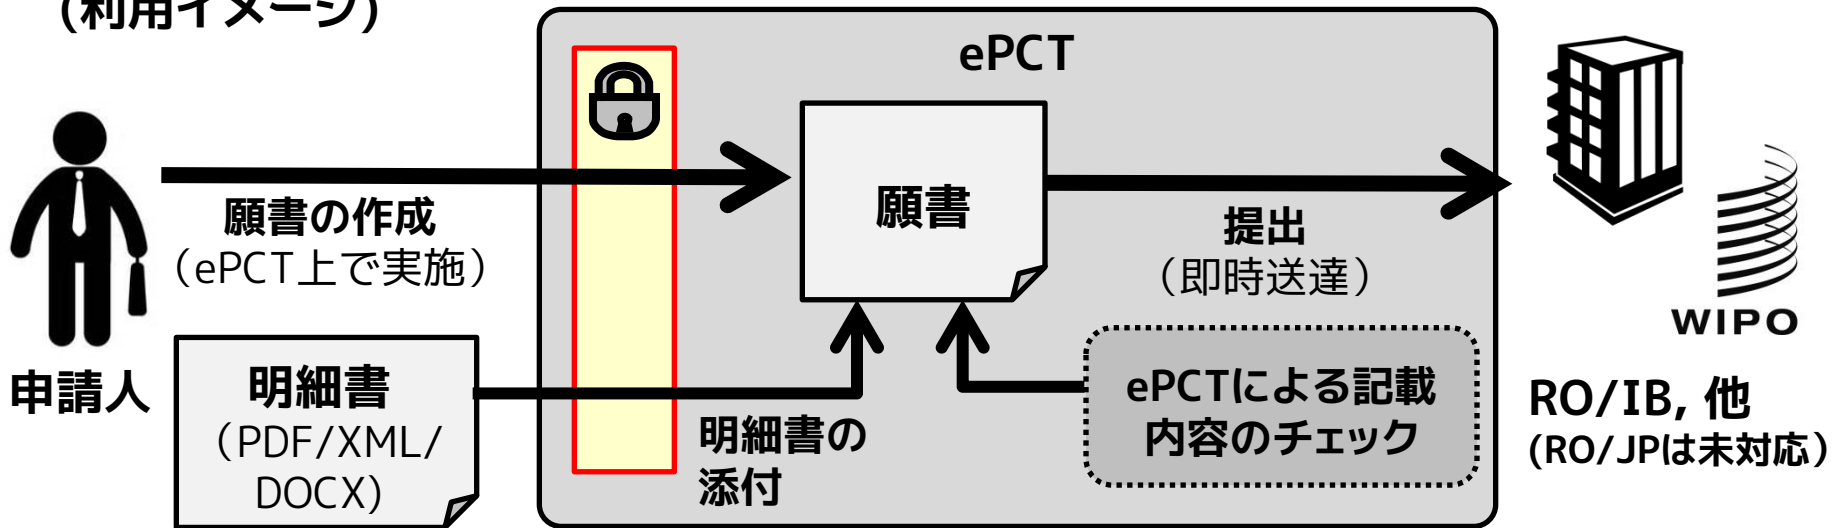 (利用イメージ)
ePCT
願書の作成
（ePCT上で実施）
願書
提出
（即時送達）
WIPO
申請人
明細書
（PDF/XML/
DOCX)
明細書の
添付
ePCTによる記載
内容のチェック
RO/IB, 他
(RO/JPは未対応）